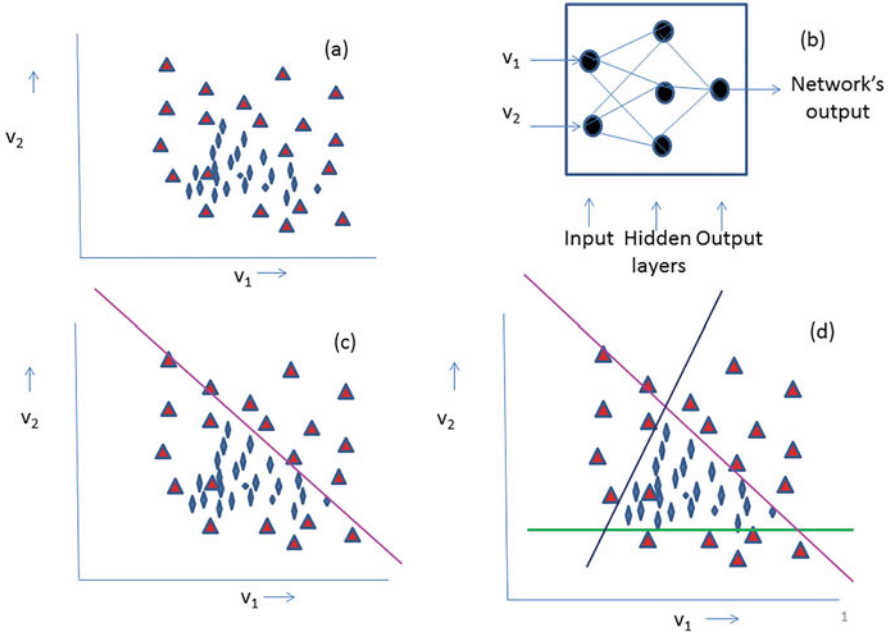 (a)
v₂
v₁
(b)
v₁
v₂
Network's
output
Input Hidden Output
layers
(c)
v₂
v₁
(d)
v₂
v₁
1